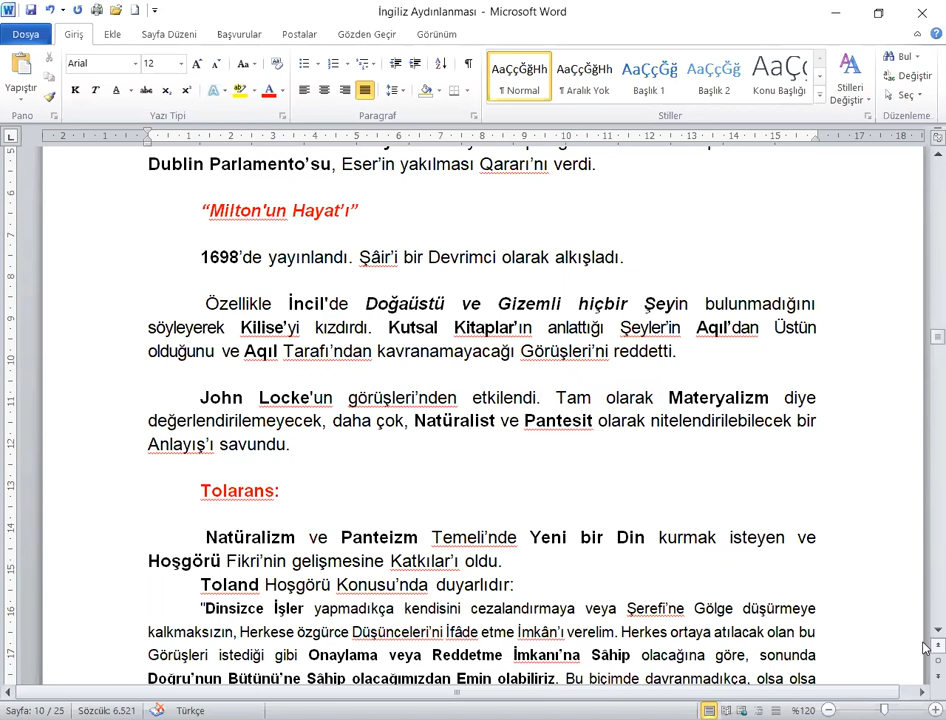 İngiliz Aydınlanması - Microsoft Word
Dosya Giriş Ekle Sayfa Düzeni Başvurular Postalar Gözden Geçir Görünüm
Arial 12
Yapıştır
AaÇçĞğHh AaÇçĞğHh AaÇçĞğ AaÇçĞğ AaÇç
¶ Normal ¶ Aralık Yok Başlık 1 Başlık 2 Konu Başlığı
Stilleri Değiştir
Bul
Değiştir
Seç
Pano Yazı Tipi Paragraf Stiller Düzenleme
Dublin Parlamento’su, Eser’in yakılması Qararı’nı verdi.
“Milton'un Hayat’ı”
1698’de yayınlandı. Şâir’i bir Devrimci olarak alkışladı.
Özellikle İncil'de Doğaüstü ve Gizemli hiçbir Şeyin bulunmadığını
söyleyerek Kilise’yi kızdırdı. Kutsal Kitaplar’ın anlattığı Şeyler’in Aqıl’dan Üstün
olduğunu ve Aqıl Tarafı’ndan kavranamayacağı Görüşleri’ni reddetti.
John Locke'un görüşleri’nden etkilendi. Tam olarak Materyalizm diye
değerlendirilemeyecek, daha çok, Natüralist ve Pantesit olarak nitelendirilebilecek bir
Anlayış’ı savundu.
Tolarans:
Natüralizm ve Panteizm Temeli’nde Yeni bir Din kurmak isteyen ve
Hoşgörü Fikri’nin gelişmesine Katkılar’ı oldu.
Toland Hoşgörü Konusu’nda duyarlıdır:
"Dinsizce İşler yapmadıkça kendisini cezalandırmaya veya Şerefi’ne Gölge düşürmeye
kalkmaksızın, Herkese özgürce Düşünceleri’ni İfâde etme İmkân’ı verelim. Herkes ortaya atılacak olan bu
Görüşleri istediği gibi Onaylama veya Reddetme İmkanı’na Sâhip olacağına göre, sonunda
Doğru’nun Bütünü’ne Sâhip olacağımızdan Emin olabiliriz. Bu biçimde davranmadıkça, olsa olsa
Sayfa: 10 / 25 Sözcük: 6.521 Türkçe %120